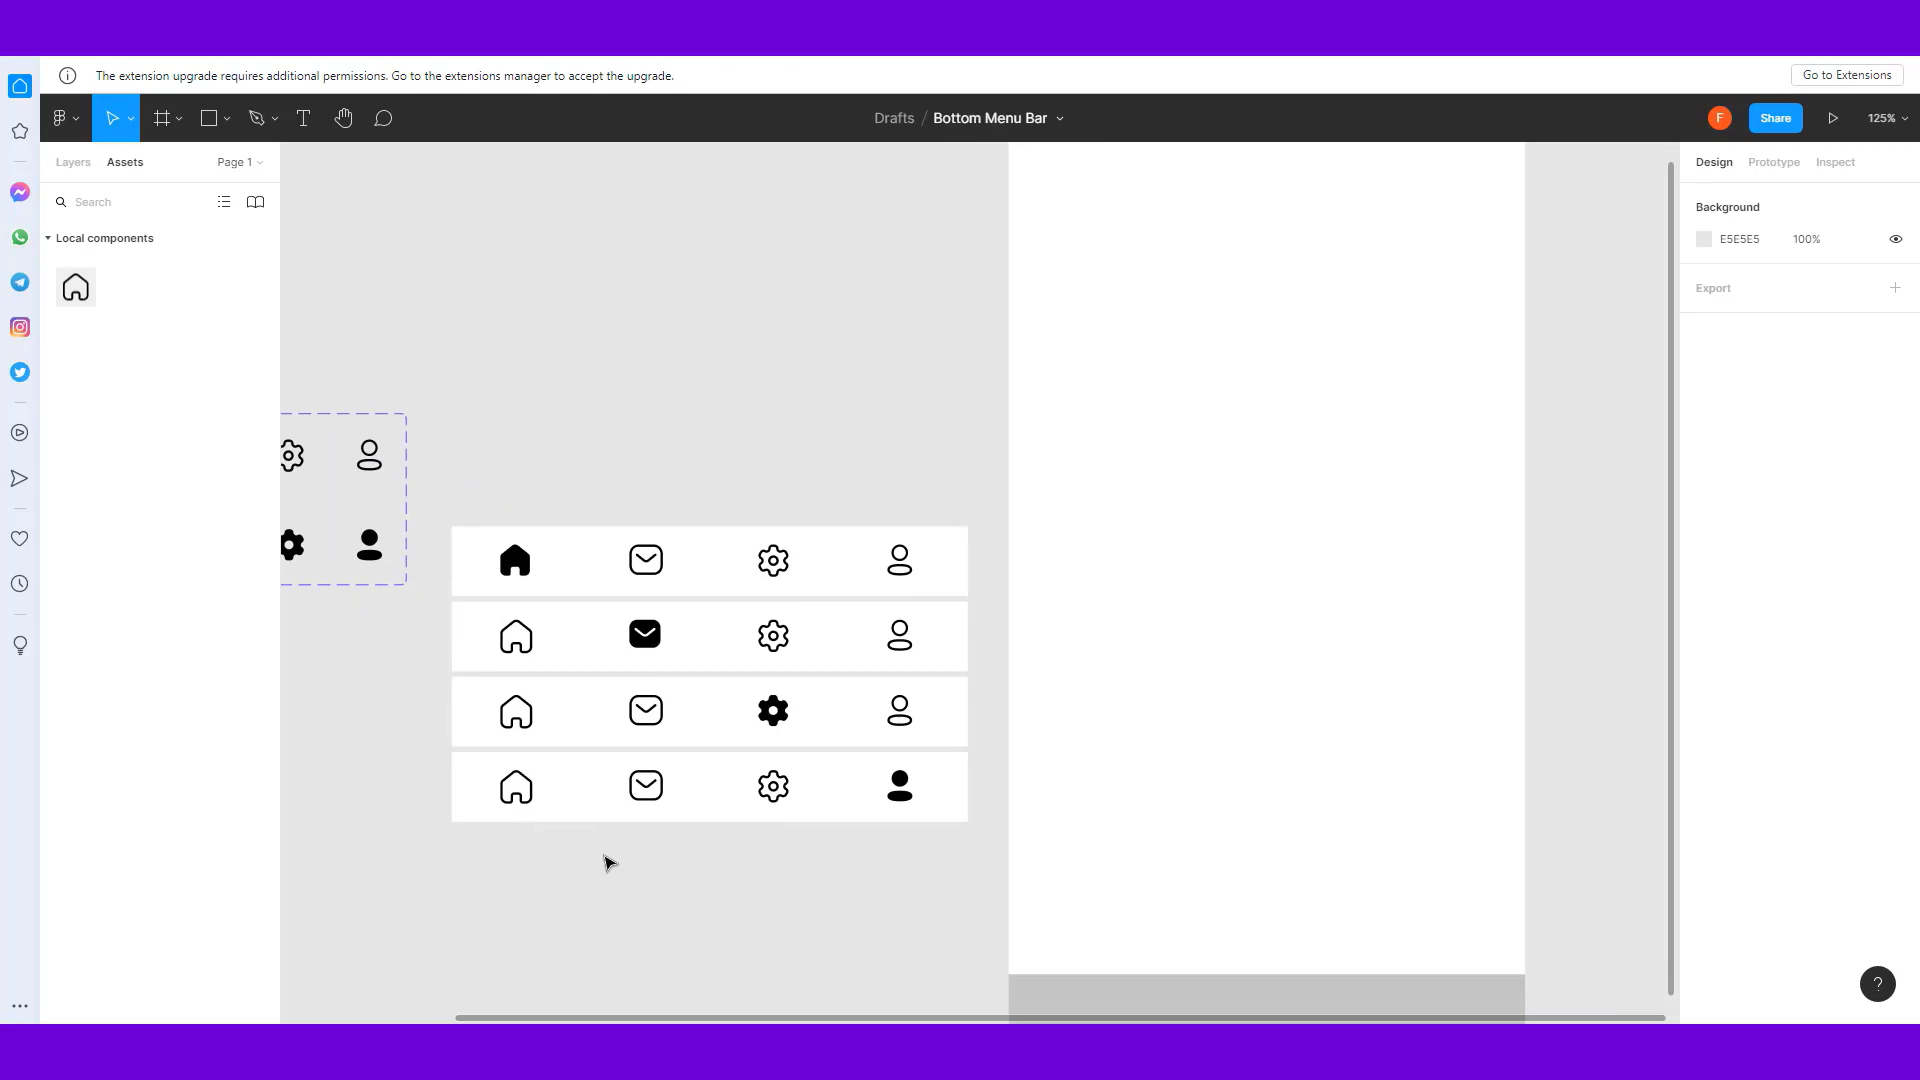 The extension upgrade requires additional permissions. Go to the extensions manager to accept the upgrade.
Go to Extensions
Drafts / Bottom Menu Bar
F
Share
125%
Layers
Assets
Page 1
Design
Prototype
Inspect
Search
Background
Local components
E5E5E5
100%
Export
?